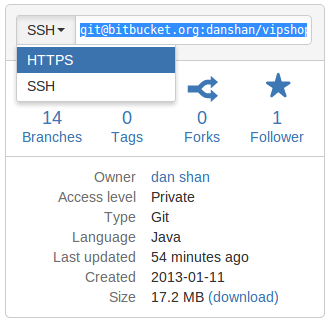 SSH git@bitbucket.org:danshan/vipshop
HTTPS
SSH
14 0 0 1
Branches Tags Forks Follower
Owner dan shan
Access level Private
Type Git
Language Java
Last updated 54 minutes ago
Created 2013-01-11
Size 17.2 MB (download)